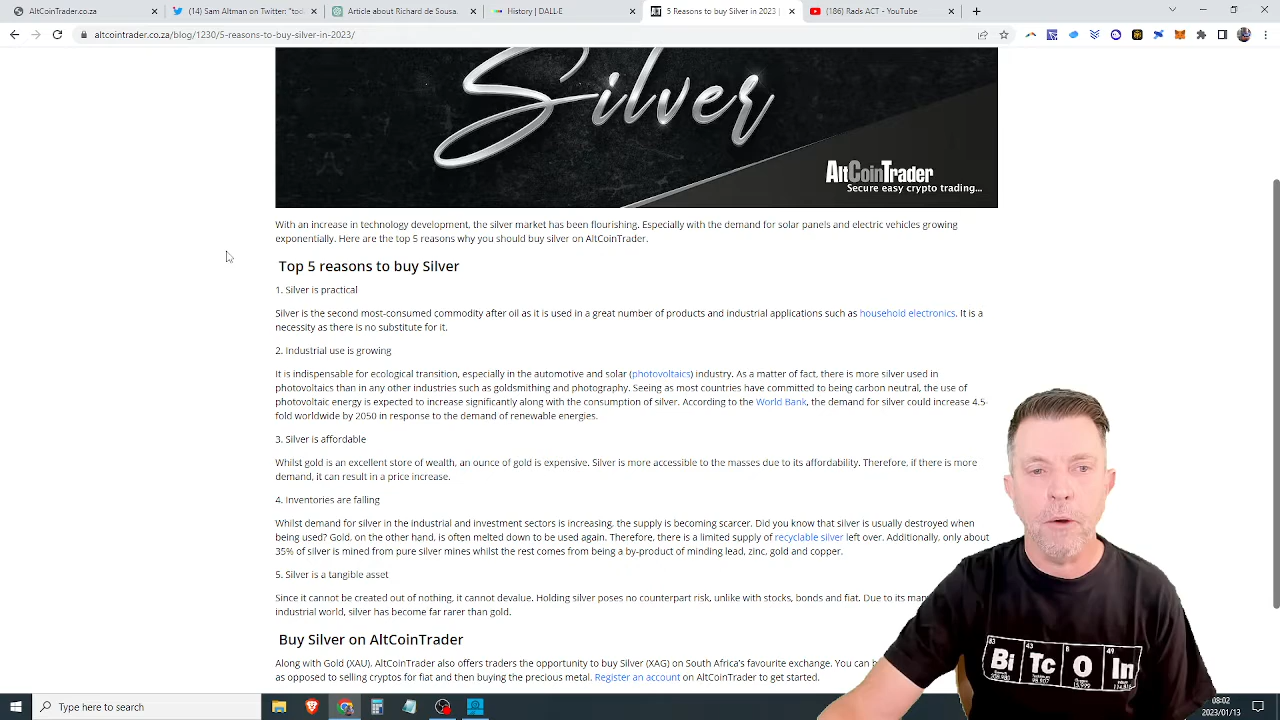 (14) Sam Altman on Twitter: "tod
Article about Richard de Sousa.
History | DALL·E
5 Reasons to buy Silver in 2023 |
(186) Rads ACT - YouTube
AltCoinTrader.co.za
altcointrader.co.za/blog/1230/5-reasons-to-buy-silver-in-2023/
Silver
AltCoinTrader
Secure easy crypto trading...
With an increase in technology development, the silver market has been flourishing. Especially with the demand for solar panels and electric vehicles growing
exponentially. Here are the top 5 reasons why you should buy silver on AltCoinTrader.
Top 5 reasons to buy Silver
1. Silver is practical
Silver is the second most-consumed commodity after oil as it is used in a great number of products and industrial applications such as household electronics. It is a
necessity as there is no substitute for it.
2. Industrial use is growing
It is indispensable for ecological transition, especially in the automotive and solar (photovoltaics) industry. As a matter of fact, there is more silver used in
photovoltaics than in any other industries such as goldsmithing and photography. Seeing as most countries have committed to being carbon neutral, the use of
photovoltaic energy is expected to increase significantly along with the consumption of silver. According to the World Bank, the demand for silver could increase 4.5-
fold worldwide by 2050 in response to the demand of renewable energies.
3. Silver is affordable
Whilst gold is an excellent store of wealth, an ounce of gold is expensive. Silver is more accessible to the masses due to its affordability. Therefore, if there is more
demand, it can result in a price increase.
4. Inventories are falling
Whilst demand for silver in the industrial and investment sectors is increasing, the supply is becoming scarcer. Did you know that silver is usually destroyed when
being used? Gold, on the other hand, is often melted down to be used again. Therefore, there is a limited supply of recyclable silver left over. Additionally, only about
35% of silver is mined from pure silver mines whilst the rest comes from being a by-product of minding lead, zinc, gold and copper.
5. Silver is a tangible asset
Since it cannot be created out of nothing, it cannot devalue. Holding silver poses no counterpart risk, unlike with stocks, bonds and fiat. Due to its
industrial world, silver has become far rarer than gold.
Buy Silver on AltCoinTrader
Along with Gold (XAU), AltCoinTrader also offers traders the opportunity to buy Silver (XAG) on South Africa's favourite exchange. You can
as opposed to selling cryptos for fiat and then buying the precious metal. Register an account on AltCoinTrader to get started.
83 43 8 49
Bi Tc O In
Type here to search
08:02
2023/01/13